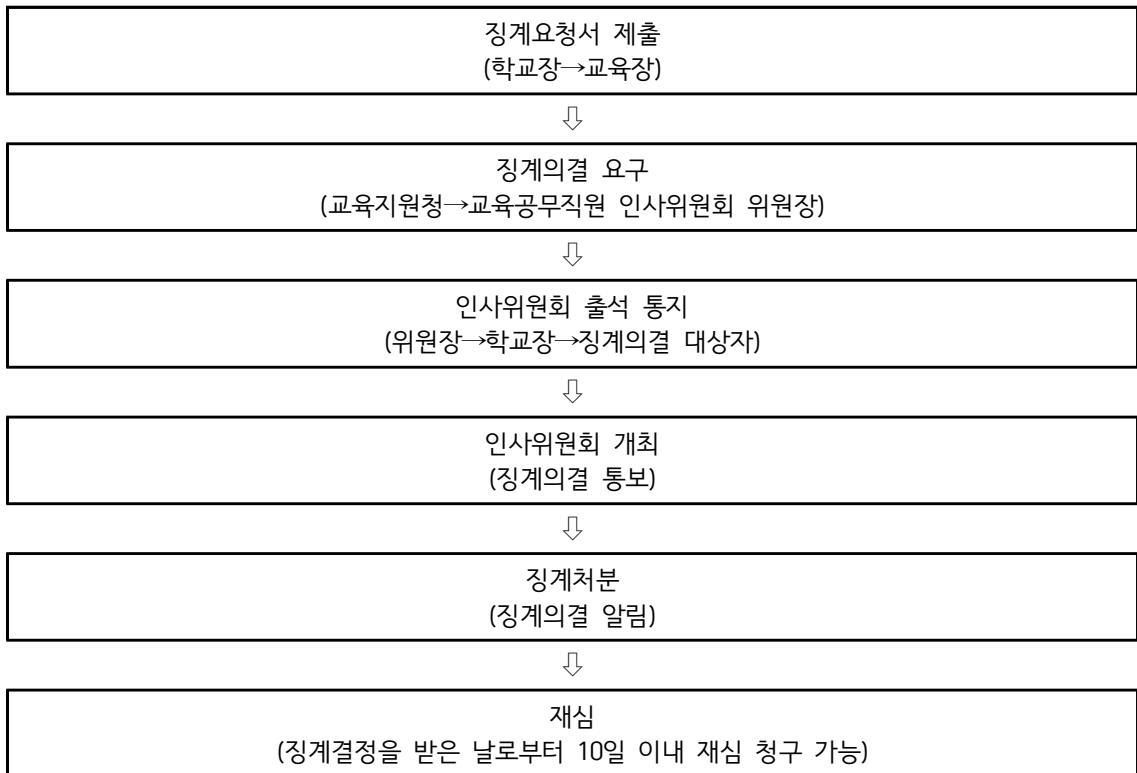 징계요청서 제출
(학교장→교육장)
⇩
징계의결 요구
(교육지원청→교육공무직원 인사위원회 위원장)
⇩
인사위원회 출석 통지
(위원장→학교장→징계의결 대상자)
⇩
인사위원회 개최
(징계의결 통보)
⇩
징계처분
(징계의결 알림)
⇩
재심
(징계결정을 받은 날로부터 10일 이내 재심 청구 가능)